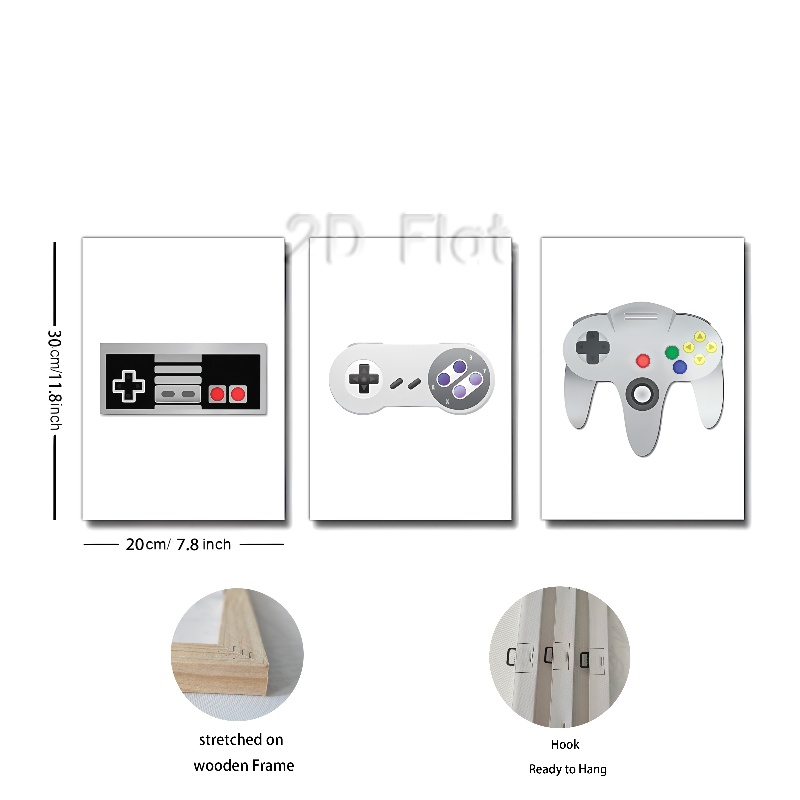 2D Flat
30cm/11.8inch
20cm/ 7.8 inch
stretched on
wooden Frame
Hook
Ready to Hang